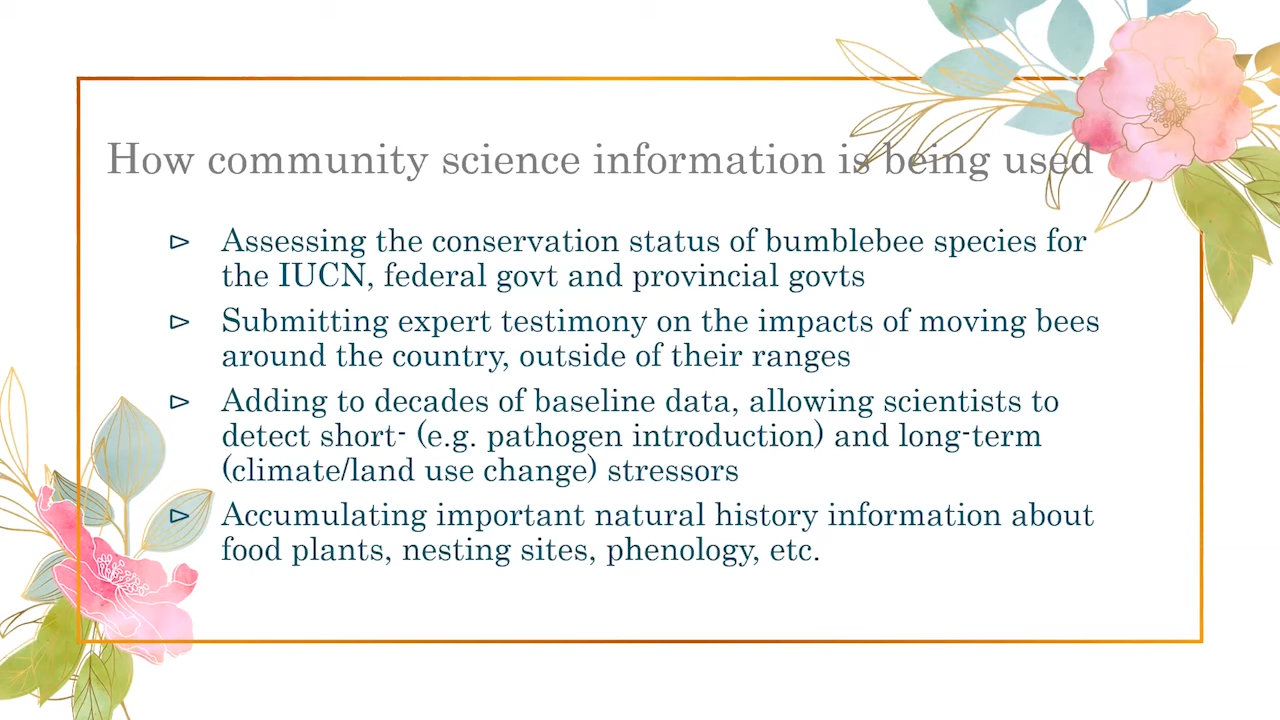 How community science information is being used
Assessing the conservation status of bumblebee species for
the IUCN, federal govt and provincial govts
Submitting expert testimony on the impacts of moving bees
around the country, outside of their ranges
Adding to decades of baseline data, allowing scientists to
detect short- (e.g. pathogen introduction) and long-term
(climate/land use change) stressors
Accumulating important natural history information about
food plants, nesting sites, phenology, etc.